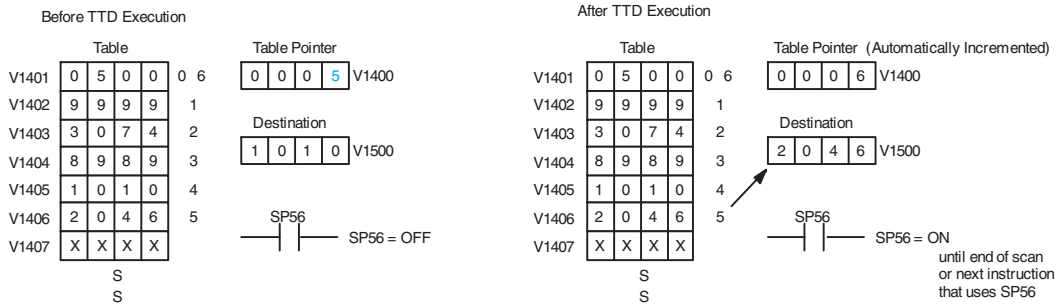 Before TTD Execution
Table
Table Pointer
V1401 0 5 0 0 0 6
0 0 0 5 V1400
V1402 9 9 9 9 1
V1403 3 0 7 4 2
Destination
V1404 8 9 8 9 3
1 0 1 0 V1500
V1405 1 0 1 0 4
V1406 2 0 4 6 5
SP56
SP56 = OFF
V1407 X X X X
S
S
After TTD Execution
Table
Table Pointer (Automatically Incremented)
V1401 0 5 0 0 0 6
0 0 0 6 V1400
V1402 9 9 9 9 1
V1403 3 0 7 4 2
Destination
V1404 8 9 8 9 3
2 0 4 6 V1500
V1405 1 0 1 0 4
V1406 2 0 4 6 5
SP56
SP56 = ON
until end of scan
or next instruction
that uses SP56
V1407 X X X X
S
S